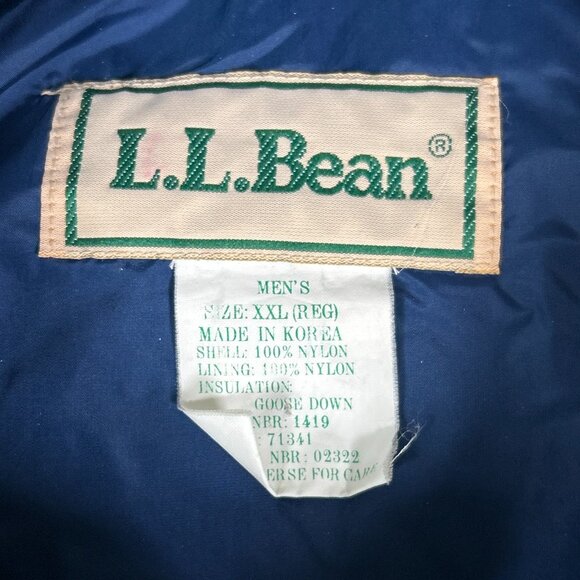 L.L.Bean®
MEN'S
SIZE: XXL (REG)
MADE IN KOREA
SHELL: 100% NYLON
LINING: 100% NYLON
INSULATION:
GOOSE DOWN
NBR: 1419
: 71341
NBR: 02322
ERSE FOR CARE